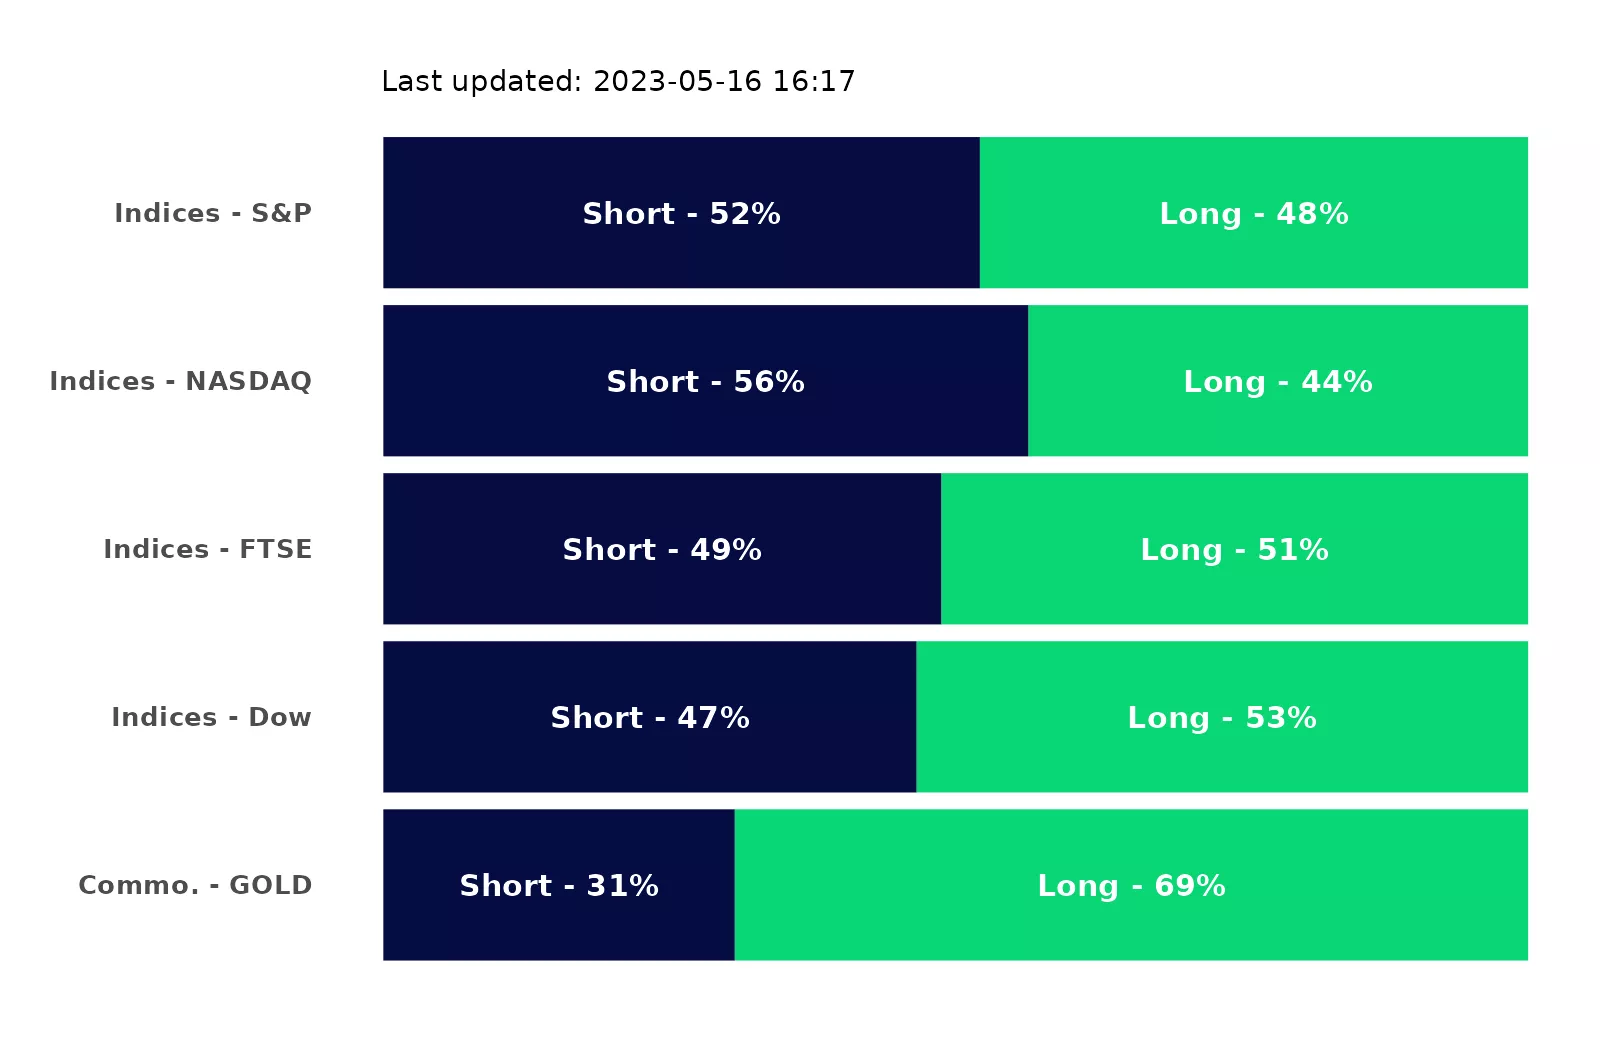 Last updated: 2023-05-16 16:17
Indices - S&P Short - 52% Long - 48%
Indices - NASDAQ Short - 56% Long - 44%
Indices - FTSE Short - 49% Long - 51%
Indices - Dow Short - 47% Long - 53%
Commo. - GOLD Short - 31% Long - 69%